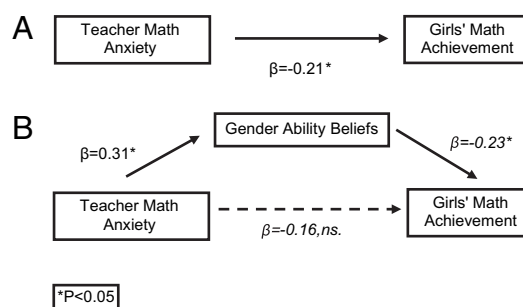 A
Teacher Math
Anxiety
Girls' Math
Achievement
β=-0.21*
B
Gender Ability Beliefs
β=0.31*
β=-0.23*
Teacher Math
Anxiety
Girls' Math
Achievement
β=-0.16,ns.
*P<0.05